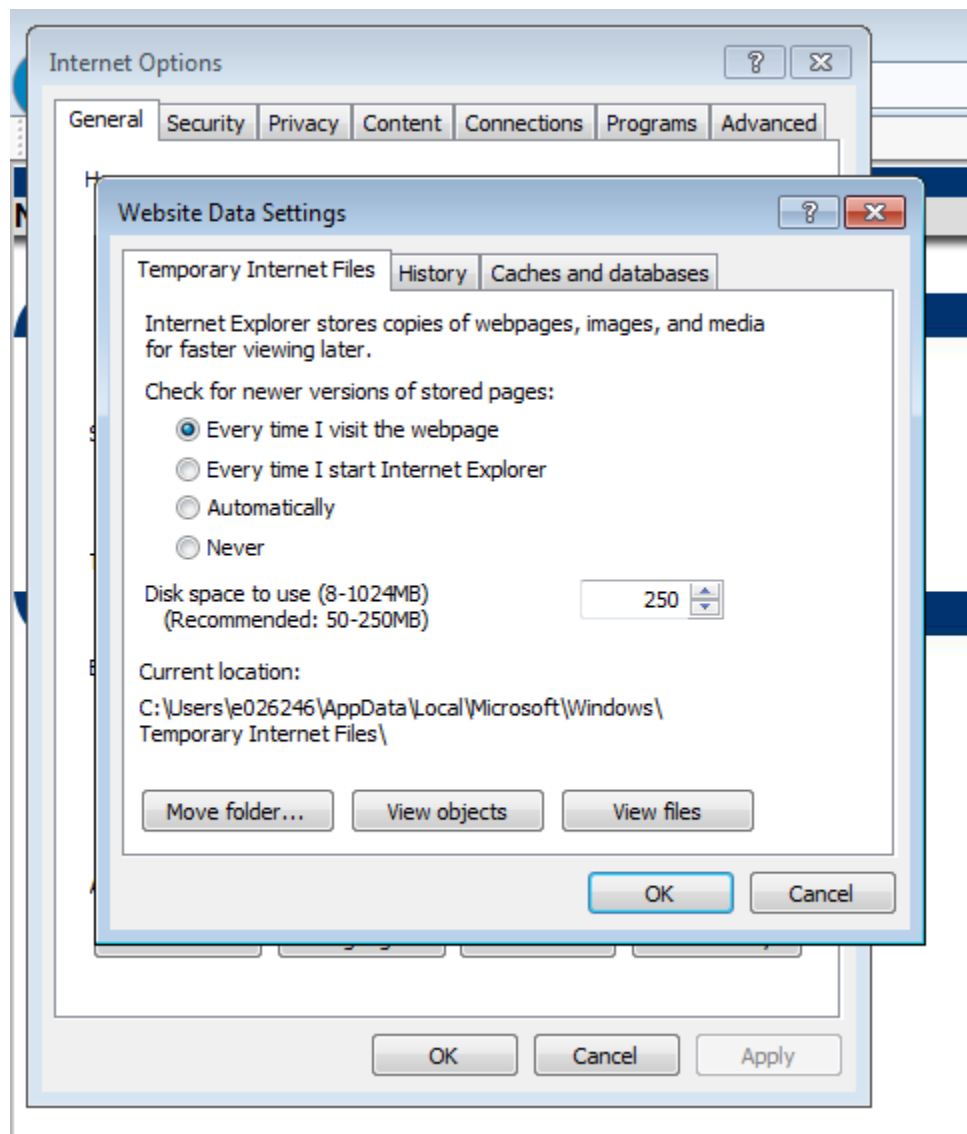 Internet Options
General Security Privacy Content Connections Programs Advanced
Website Data Settings
Temporary Internet Files History Caches and databases
Internet Explorer stores copies of webpages, images, and media
for faster viewing later.
Check for newer versions of stored pages:
Every time I visit the webpage
Every time I start Internet Explorer
Automatically
Never
Disk space to use (8-1024MB) 250
(Recommended: 50-250MB)
Current location:
C:\Users\e026246\AppData\Local\Microsoft\Windows\
Temporary Internet Files\
Move folder... View objects View files
OK Cancel
OK Cancel Apply